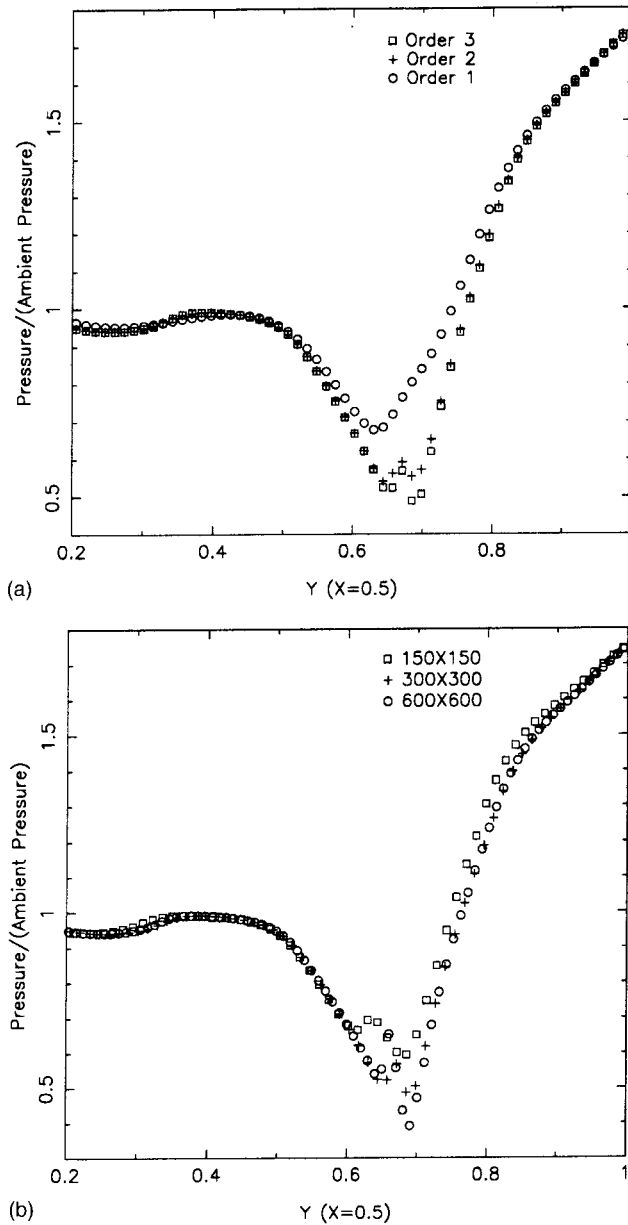 □ Order 3
+ Order 2
○ Order 1
1.5
1
0.5
Pressure/(Ambient Pressure)
0.2
0.4
0.6
0.8
Y (X=0.5)
(a)
□ 150X150
+ 300X300
○ 600X600
1.5
1
0.5
Pressure/(Ambient Pressure)
0.2
0.4
0.6
0.8
1
Y (X=0.5)
(b)